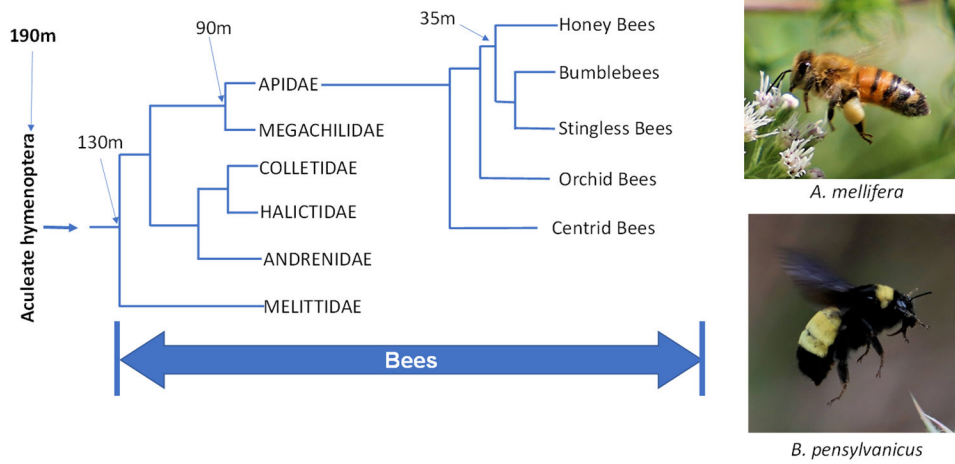 190m
Aculeate hymenoptera
130m
90m
35m
APIDAE
MEGACHILIDAE
COLLETIDAE
HALICTIDAE
ANDRENIDAE
MELITTIDAE
Honey Bees
Bumblebees
Stingless Bees
Orchid Bees
Centrid Bees
Bees
A. mellifera
B. pensylvanicus